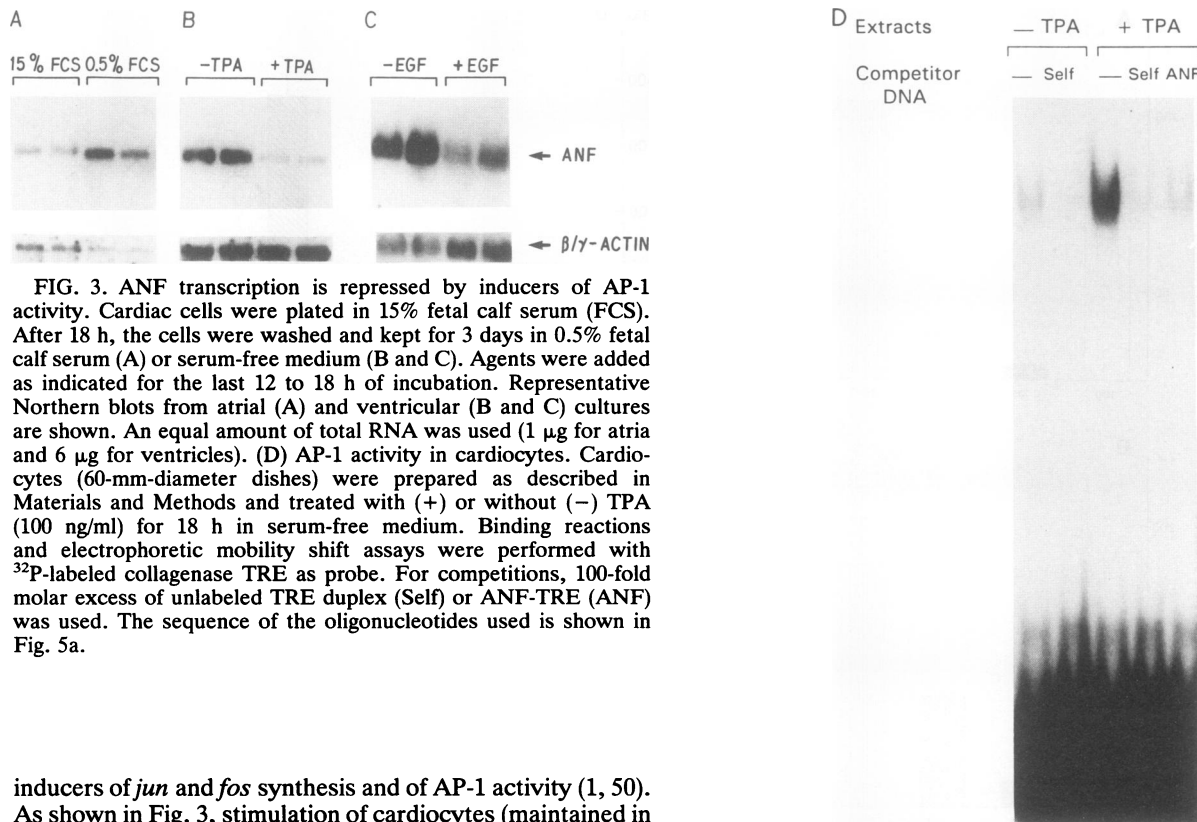 A
B
C
15% FCS 0.5% FCS
-TPA +TPA
-EGF +EGF
← ANF
← β/γ-ACTIN
FIG. 3. ANF transcription is repressed by inducers of AP-1
activity. Cardiac cells were plated in 15% fetal calf serum (FCS).
After 18 h, the cells were washed and kept for 3 days in 0.5% fetal
calf serum (A) or serum-free medium (B and C). Agents were added
as indicated for the last 12 to 18 h of incubation. Representative
Northern blots from atrial (A) and ventricular (B and C) cultures
are shown. An equal amount of total RNA was used (1 μg for atria
and 6 μg for ventricles). (D) AP-1 activity in cardiocytes. Cardio-
cytes (60-mm-diameter dishes) were prepared as described in
Materials and Methods and treated with (+) or without (−) TPA
(100 ng/ml) for 18 h in serum-free medium. Binding reactions
and electrophoretic mobility shift assays were performed with
³²P-labeled collagenase TRE as probe. For competitions, 100-fold
molar excess of unlabeled TRE duplex (Self) or ANF-TRE (ANF)
was used. The sequence of the oligonucleotides used is shown in
Fig. 5a.
inducers of jun and fos synthesis and of AP-1 activity (1, 50).
As shown in Fig. 3, stimulation of cardiocytes (maintained in
D Extracts — TPA + TPA
Competitor — Self — Self ANF
DNA